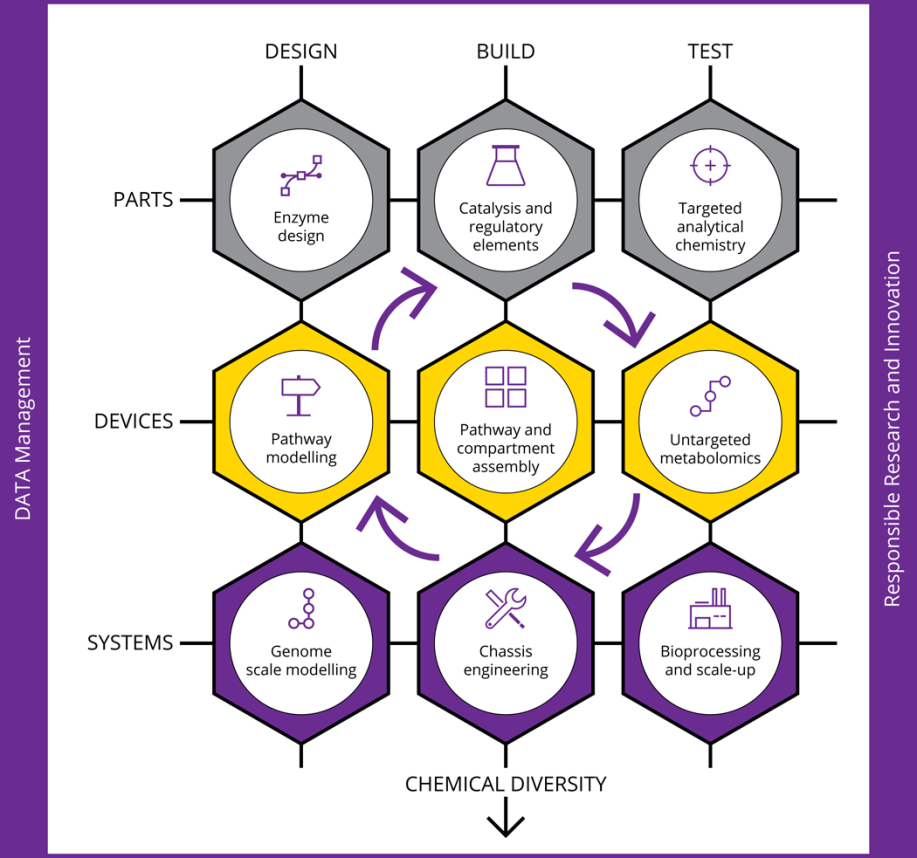 DESIGN
BUILD
TEST
PARTS
Enzyme
design
Catalysis and
regulatory
elements
Targeted
analytical
chemistry
DEVICES
Pathway
modelling
Pathway and
compartment
assembly
Untargeted
metabolomics
SYSTEMS
Genome
scale modelling
Chassis
engineering
Bioprocessing
and scale-up
CHEMICAL DIVERSITY
DATA Management
Responsible Research and Innovation